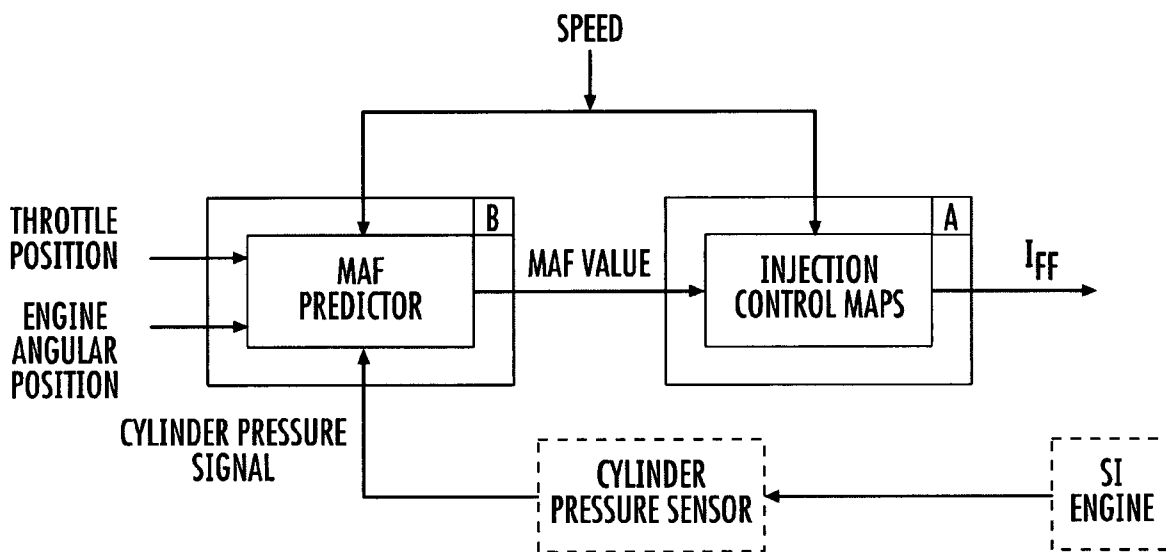 SPEED
THROTTLE
POSITION
ENGINE
ANGULAR
POSITION
B
MAF
PREDICTOR
MAF VALUE
A
INJECTION
CONTROL MAPS
IFF
CYLINDER PRESSURE
SIGNAL
CYLINDER
PRESSURE SENSOR
SI
ENGINE